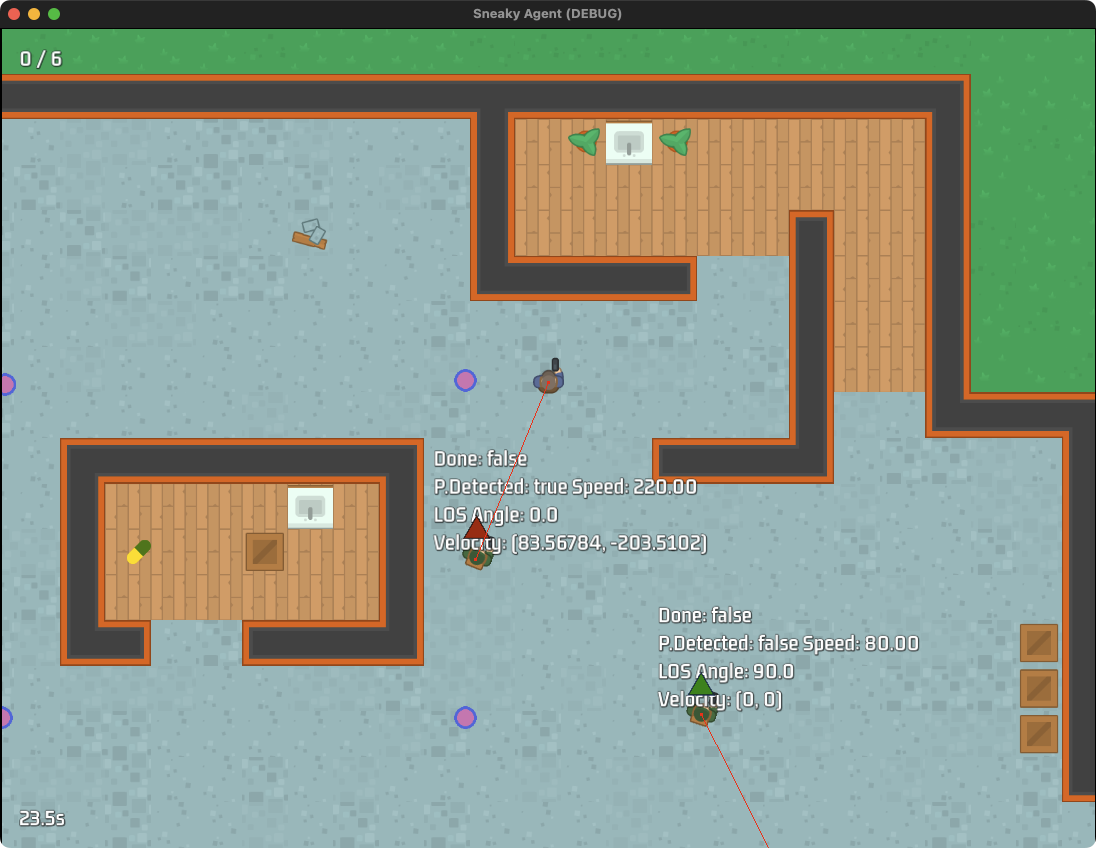 Sneaky Agent (DEBUG)
0 / 6
Done: false
P.Detected: true Speed: 220.00
LOS Angle: 0.0
Velocity: (83.56784, -203.5102)
Done: false
P.Detected: false Speed: 80.00
LOS Angle: 90.0
Velocity: (0, 0)
23.5s